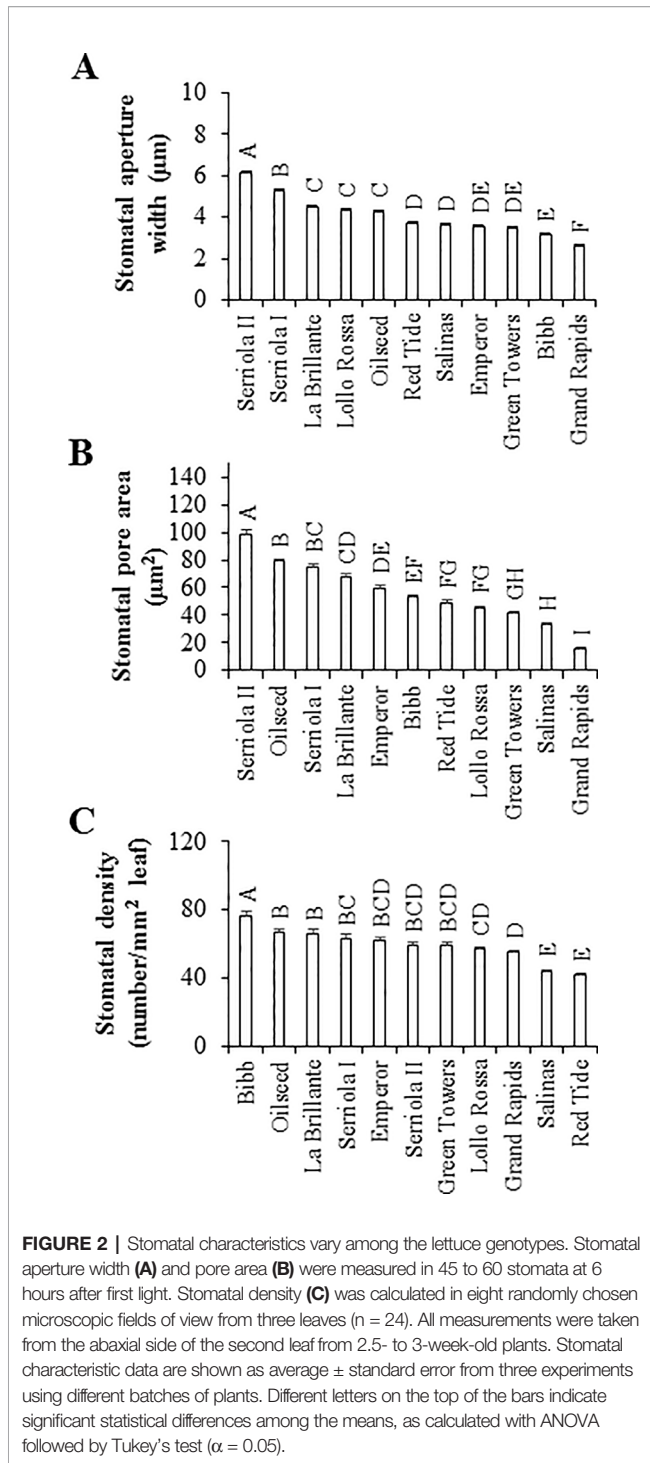 A
Stomatal aperture
width (μm)
10
8
6
4
2
0
A
B
C
C
C
D
D
DE
DE
E
F
Serriola II
Serriola I
La Brillante
Lollo Rossa
Oilseed
Red Tide
Salinas
Emperor
Green Towers
Bibb
Grand Rapids
B
Stomatal pore area
(μm²)
140
120
100
80
60
40
20
0
A
B
BC
CD
DE
EF
FG
FG
GH
H
I
Serriola II
Oilseed
Serriola I
La Brillante
Emperor
Bibb
Red Tide
Lollo Rossa
Green Towers
Salinas
Grand Rapids
C
Stomatal density
(number/mm² leaf)
120
80
40
0
A
B
B
BC
BCD
BCD
BCD
CD
D
E
E
Bibb
Oilseed
La Brillante
Serriola I
Emperor
Serriola II
Green Towers
Lollo Rossa
Grand Rapids
Salinas
Red Tide
FIGURE 2 | Stomatal characteristics vary among the lettuce genotypes. Stomatal
aperture width (A) and pore area (B) were measured in 45 to 60 stomata at 6
hours after first light. Stomatal density (C) was calculated in eight randomly chosen
microscopic fields of view from three leaves (n = 24). All measurements were taken
from the abaxial side of the second leaf from 2.5- to 3-week-old plants. Stomatal
characteristic data are shown as average ± standard error from three experiments
using different batches of plants. Different letters on the top of the bars indicate
significant statistical differences among the means, as calculated with ANOVA
followed by Tukey's test (α = 0.05).